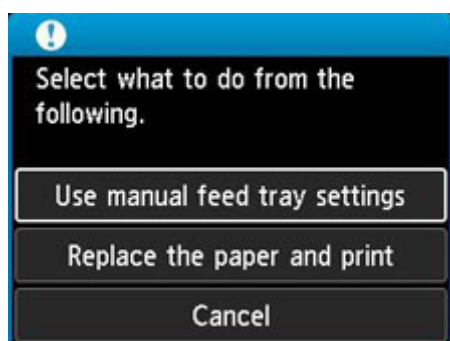 Select what to do from the
following.
Use manual feed tray settings
Replace the paper and print
Cancel